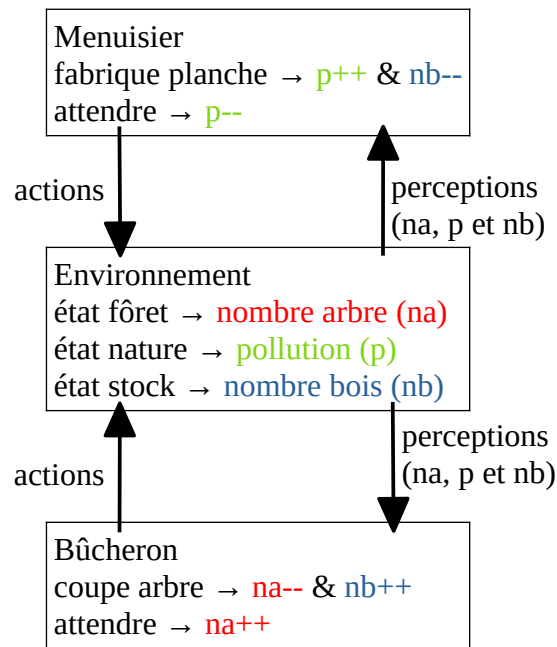 Menuisier
fabrique planche → p++ & nb--
attendre → p--
actions
perceptions
(na, p et nb)
Environnement
état fôret → nombre arbre (na)
état nature → pollution (p)
état stock → nombre bois (nb)
actions
perceptions
(na, p et nb)
Bûcheron
coupe arbre → na-- & nb++
attendre → na++